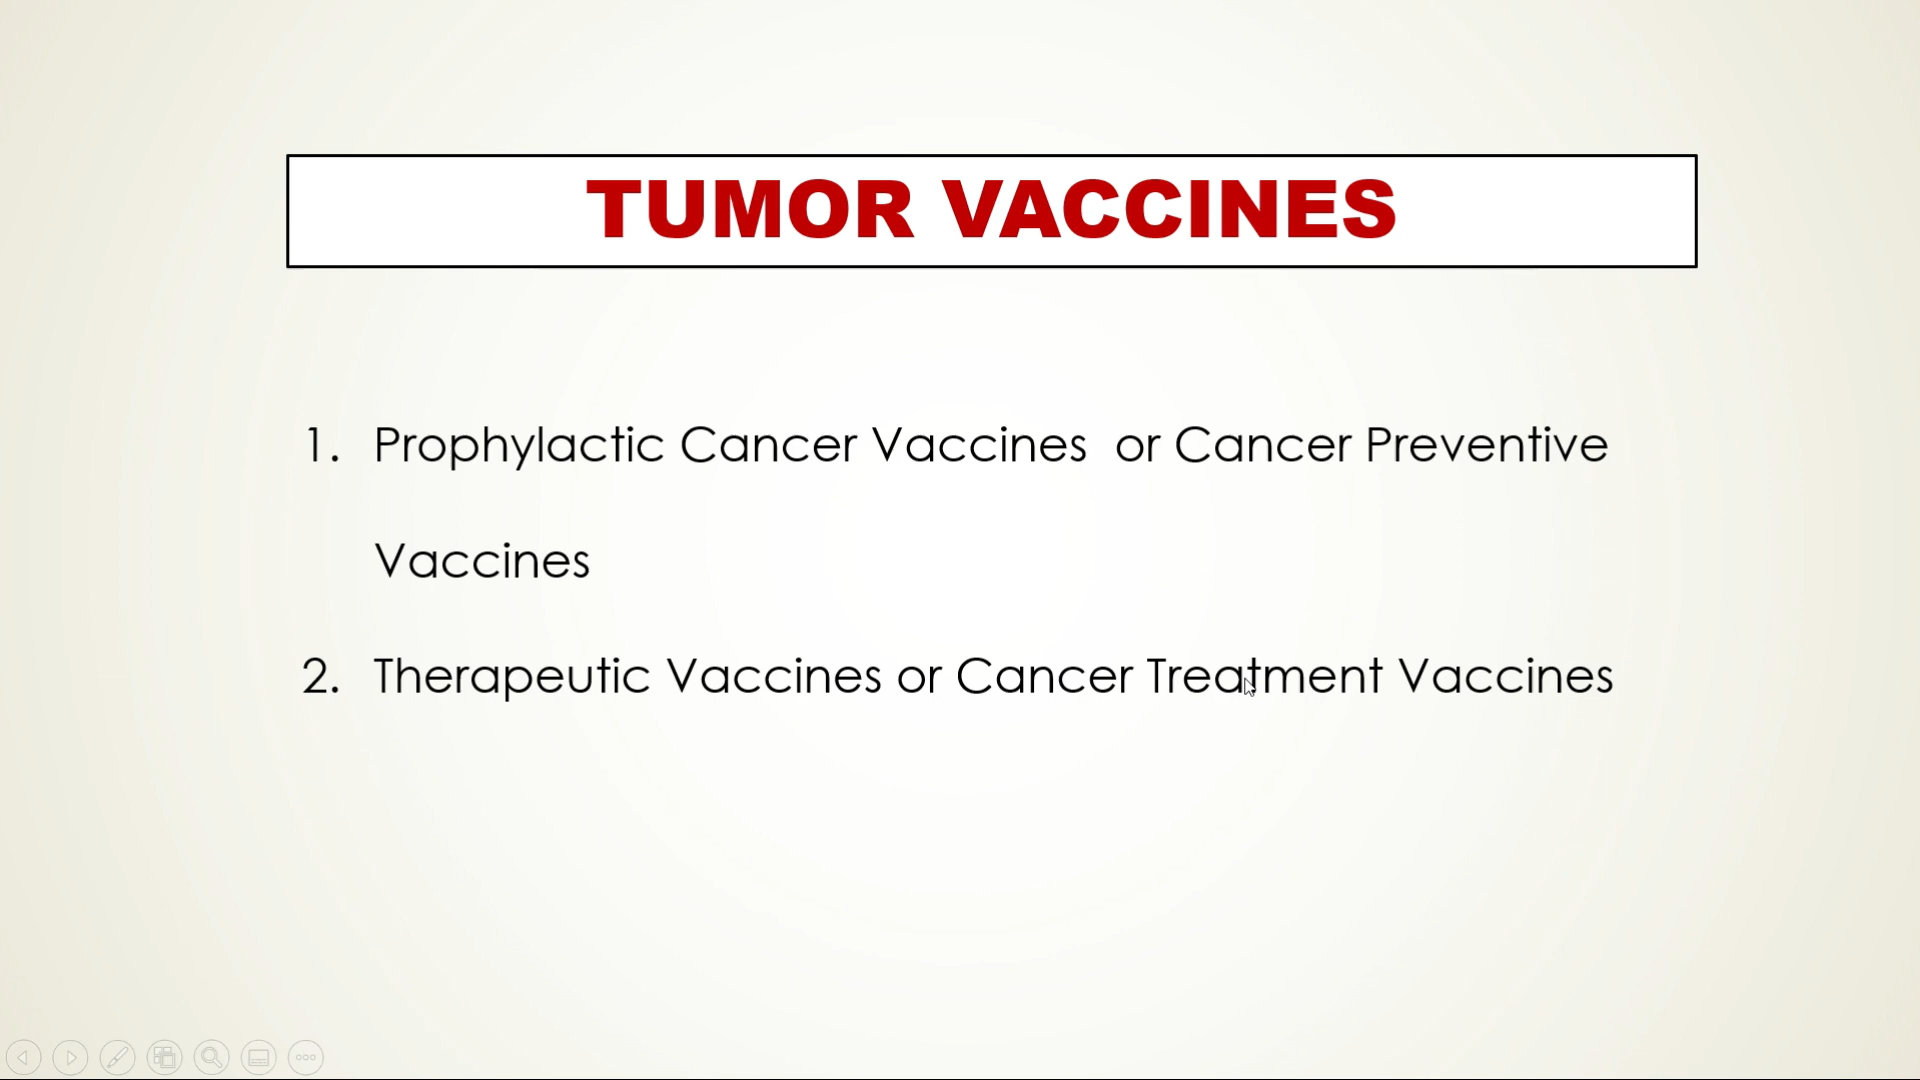 TUMOR VACCINES
1. Prophylactic Cancer Vaccines or Cancer Preventive
Vaccines
2. Therapeutic Vaccines or Cancer Treatment Vaccines